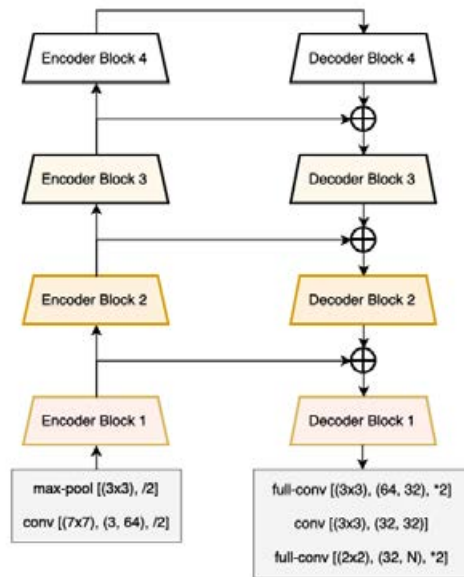 Encoder Block 4
Decoder Block 4
Encoder Block 3
Decoder Block 3
Encoder Block 2
Decoder Block 2
Encoder Block 1
Decoder Block 1
max-pool [(3x3), /2]
conv [(7x7), (3, 64), /2]
full-conv [(3x3), (64, 32), *2]
conv [(3x3), (32, 32)]
full-conv [(2x2), (32, N), *2]